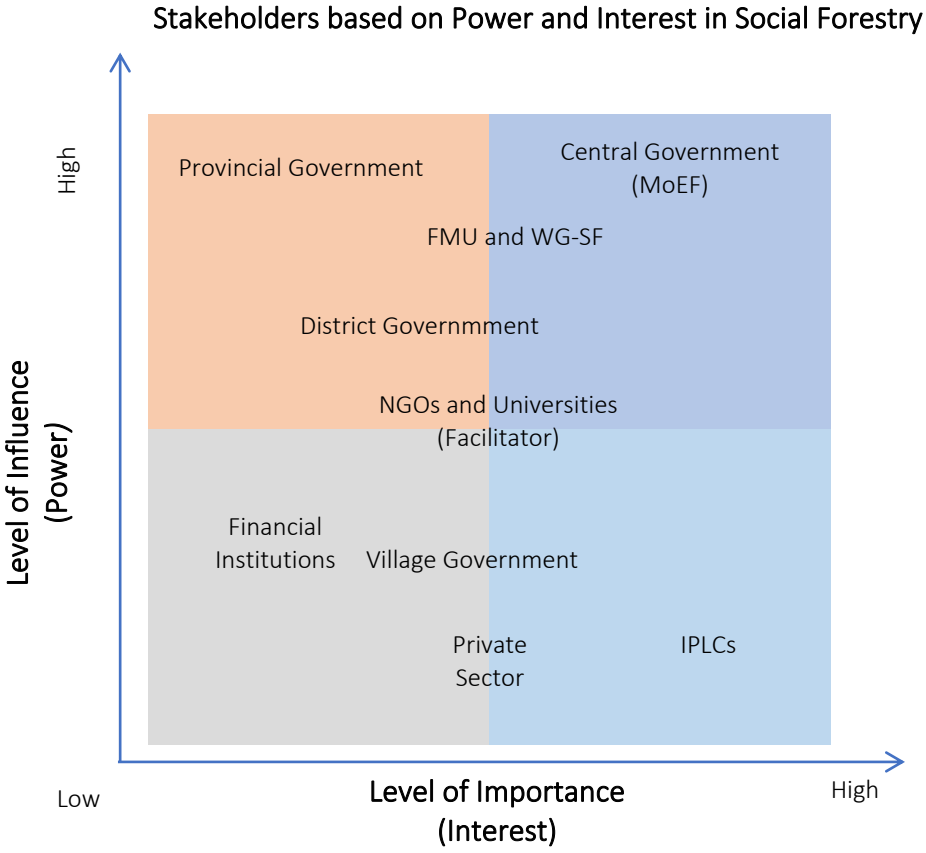 Stakeholders based on Power and Interest in Social Forestry
High
Provincial Government
Central Government
(MoEF)
FMU and WG-SF
District Governmment
NGOs and Universities
(Facilitator)
Level of Influence
(Power)
Financial
Institutions
Village Government
Private
Sector
IPLCs
Low
Level of Importance
(Interest)
High